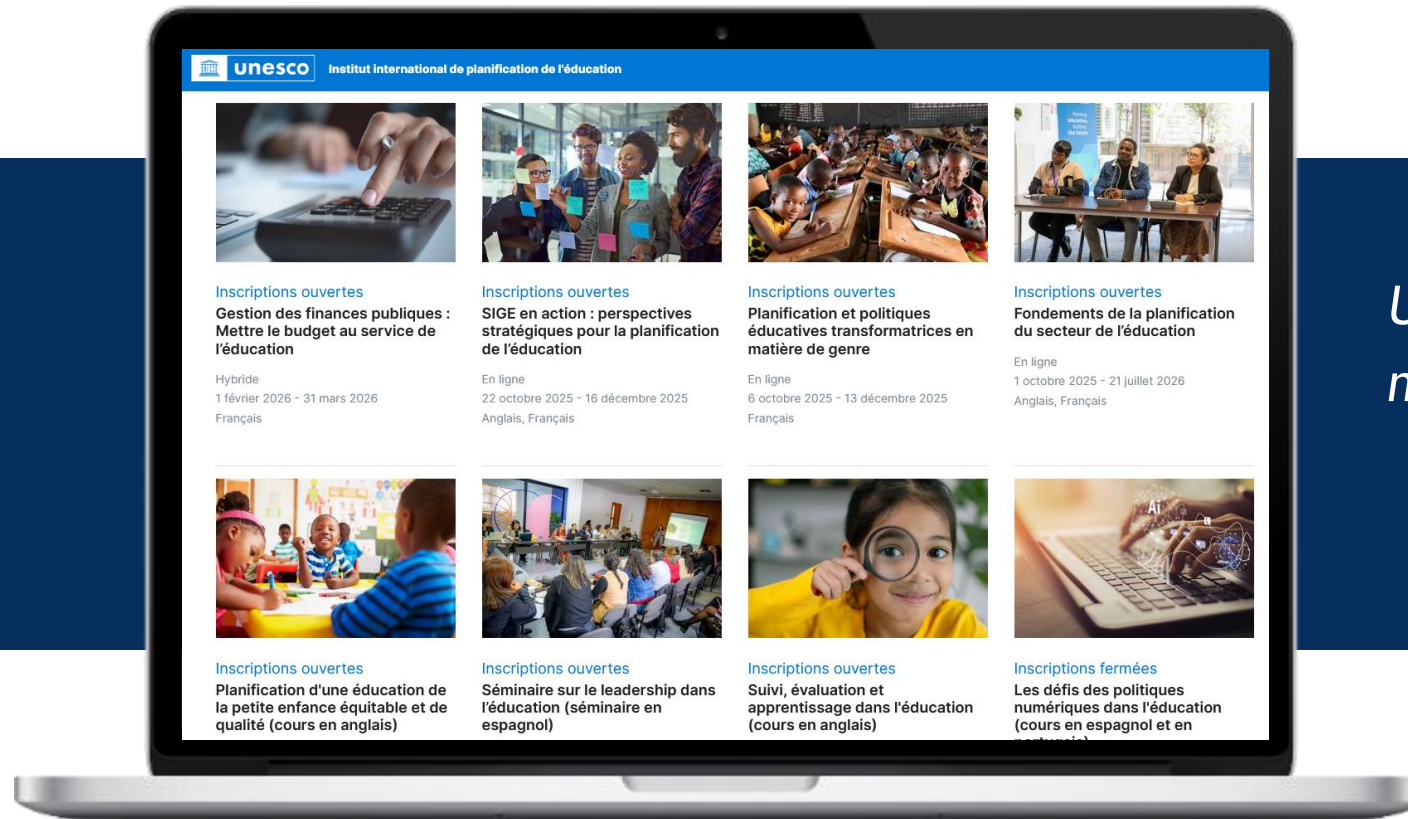 unesco Institut international de planification de l'éducation
Inscriptions ouvertes
Gestion des finances publiques :
Mettre le budget au service de
l’éducation
Hybride
1 février 2026 - 31 mars 2026
Français
Inscriptions ouvertes
SIGE en action : perspectives
stratégiques pour la planification
de l’éducation
En ligne
22 octobre 2025 - 16 décembre 2025
Anglais, Français
Inscriptions ouvertes
Planification et politiques
éducatives transformatrices en
matière de genre
En ligne
6 octobre 2025 - 13 décembre 2025
Français
Inscriptions ouvertes
Fondements de la planification
du secteur de l’éducation
En ligne
1 octobre 2025 - 21 juillet 2026
Anglais, Français
Inscriptions ouvertes
Planification d'une éducation de
la petite enfance équitable et de
qualité (cours en anglais)
Inscriptions ouvertes
Séminaire sur le leadership dans
l’éducation (séminaire en
espagnol)
Inscriptions ouvertes
Suivi, évaluation et
apprentissage dans l'éducation
(cours en anglais)
Ai
Inscriptions fermées
Les défis des politiques
numériques dans l'éducation
(cours en espagnol et en